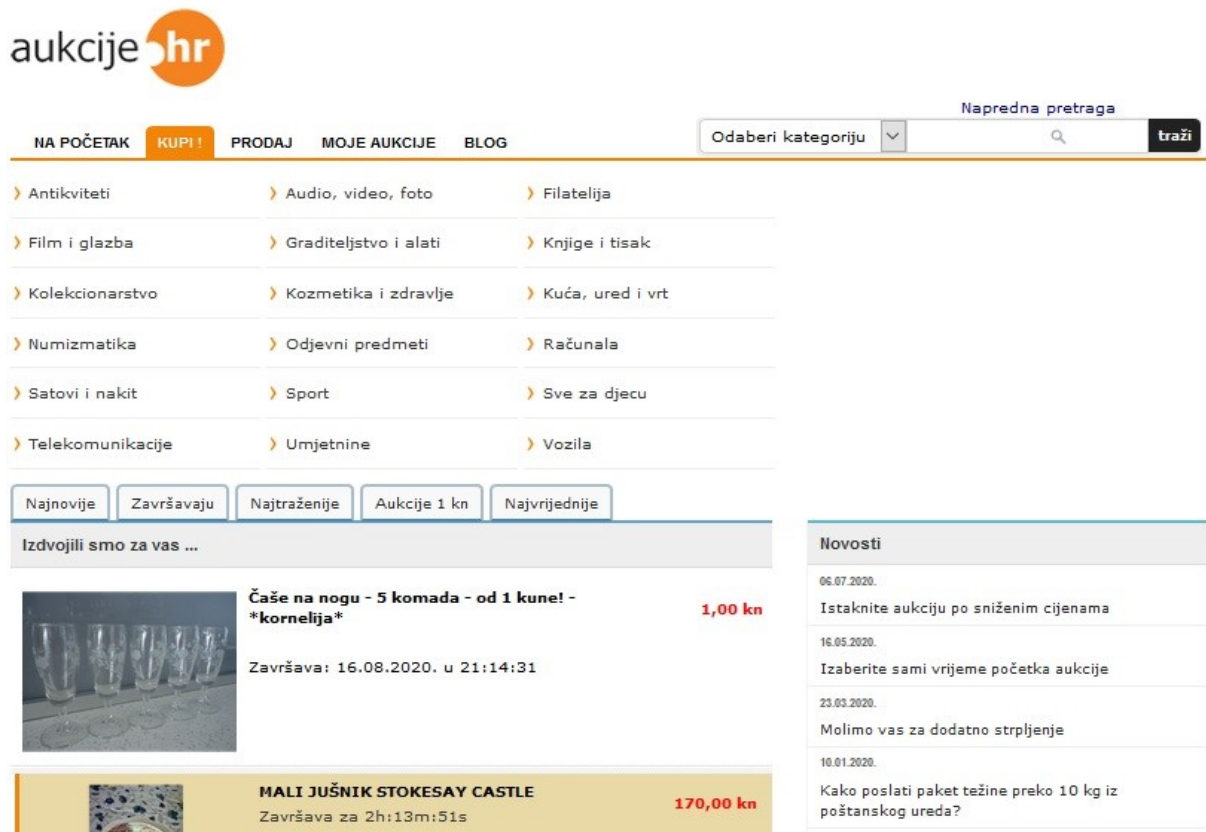 aukcije hr
Napredna pretraga
NA POČETAK KUPI ! PRODAJ MOJE AUKCIJE BLOG Odaberi kategoriju traži
Antikviteti Audio, video, foto Filatelija
Film i glazba Graditeljstvo i alati Knjige i tisak
Kolekcionarstvo Kozmetika i zdravlje Kuća, ured i vrt
Numizmatika Odjevni predmeti Računala
Satovi i nakit Sport Sve za djecu
Telekomunikacije Umjetnine Vozila
Najnovije Završavaju Najtraženije Aukcije 1 kn Najvrijednije
Izdvojili smo za vas ...
Čaše na nogu - 5 komada - od 1 kune! -
*kornelija*
1,00 kn
Završava: 16.08.2020. u 21:14:31
MALI JUŠNIK STOKESAY CASTLE
170,00 kn
Završava za 2h:13m:51s
Novosti
06.07.2020.
Istaknite aukciju po sniženim cijenama
16.05.2020.
Izaberite sami vrijeme početka aukcije
23.03.2020.
Molimo vas za dodatno strpljenje
10.01.2020.
Kako poslati paket težine preko 10 kg iz
poštanskog ureda?